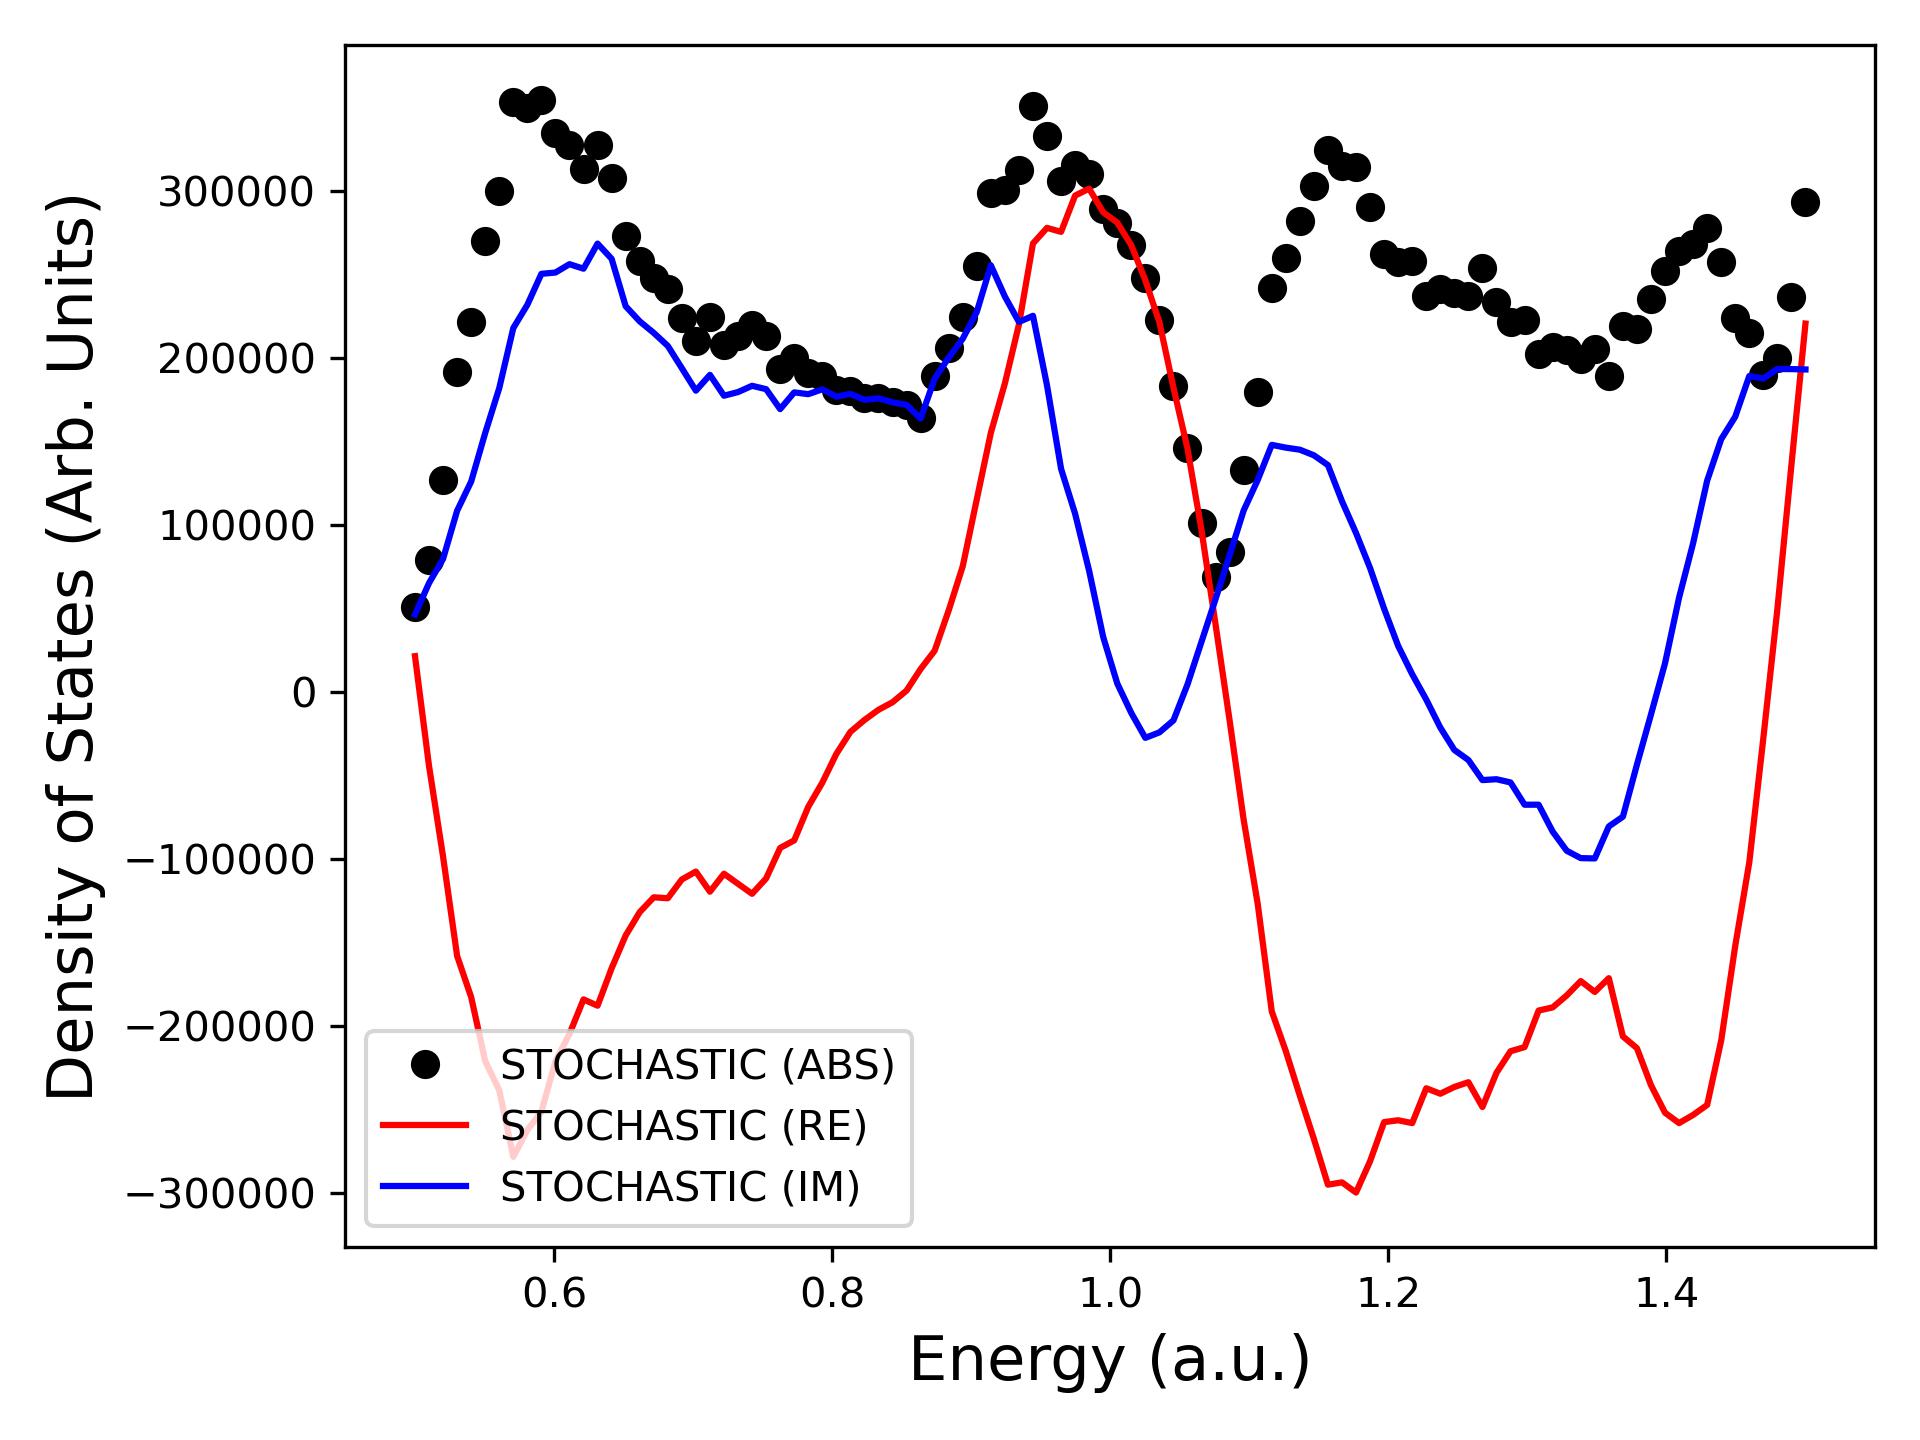 Density of States (Arb. Units)
300000
200000
100000
0
−100000
−200000
−300000
STOCHASTIC (ABS)
STOCHASTIC (RE)
STOCHASTIC (IM)
0.6 0.8 1.0 1.2 1.4
Energy (a.u.)